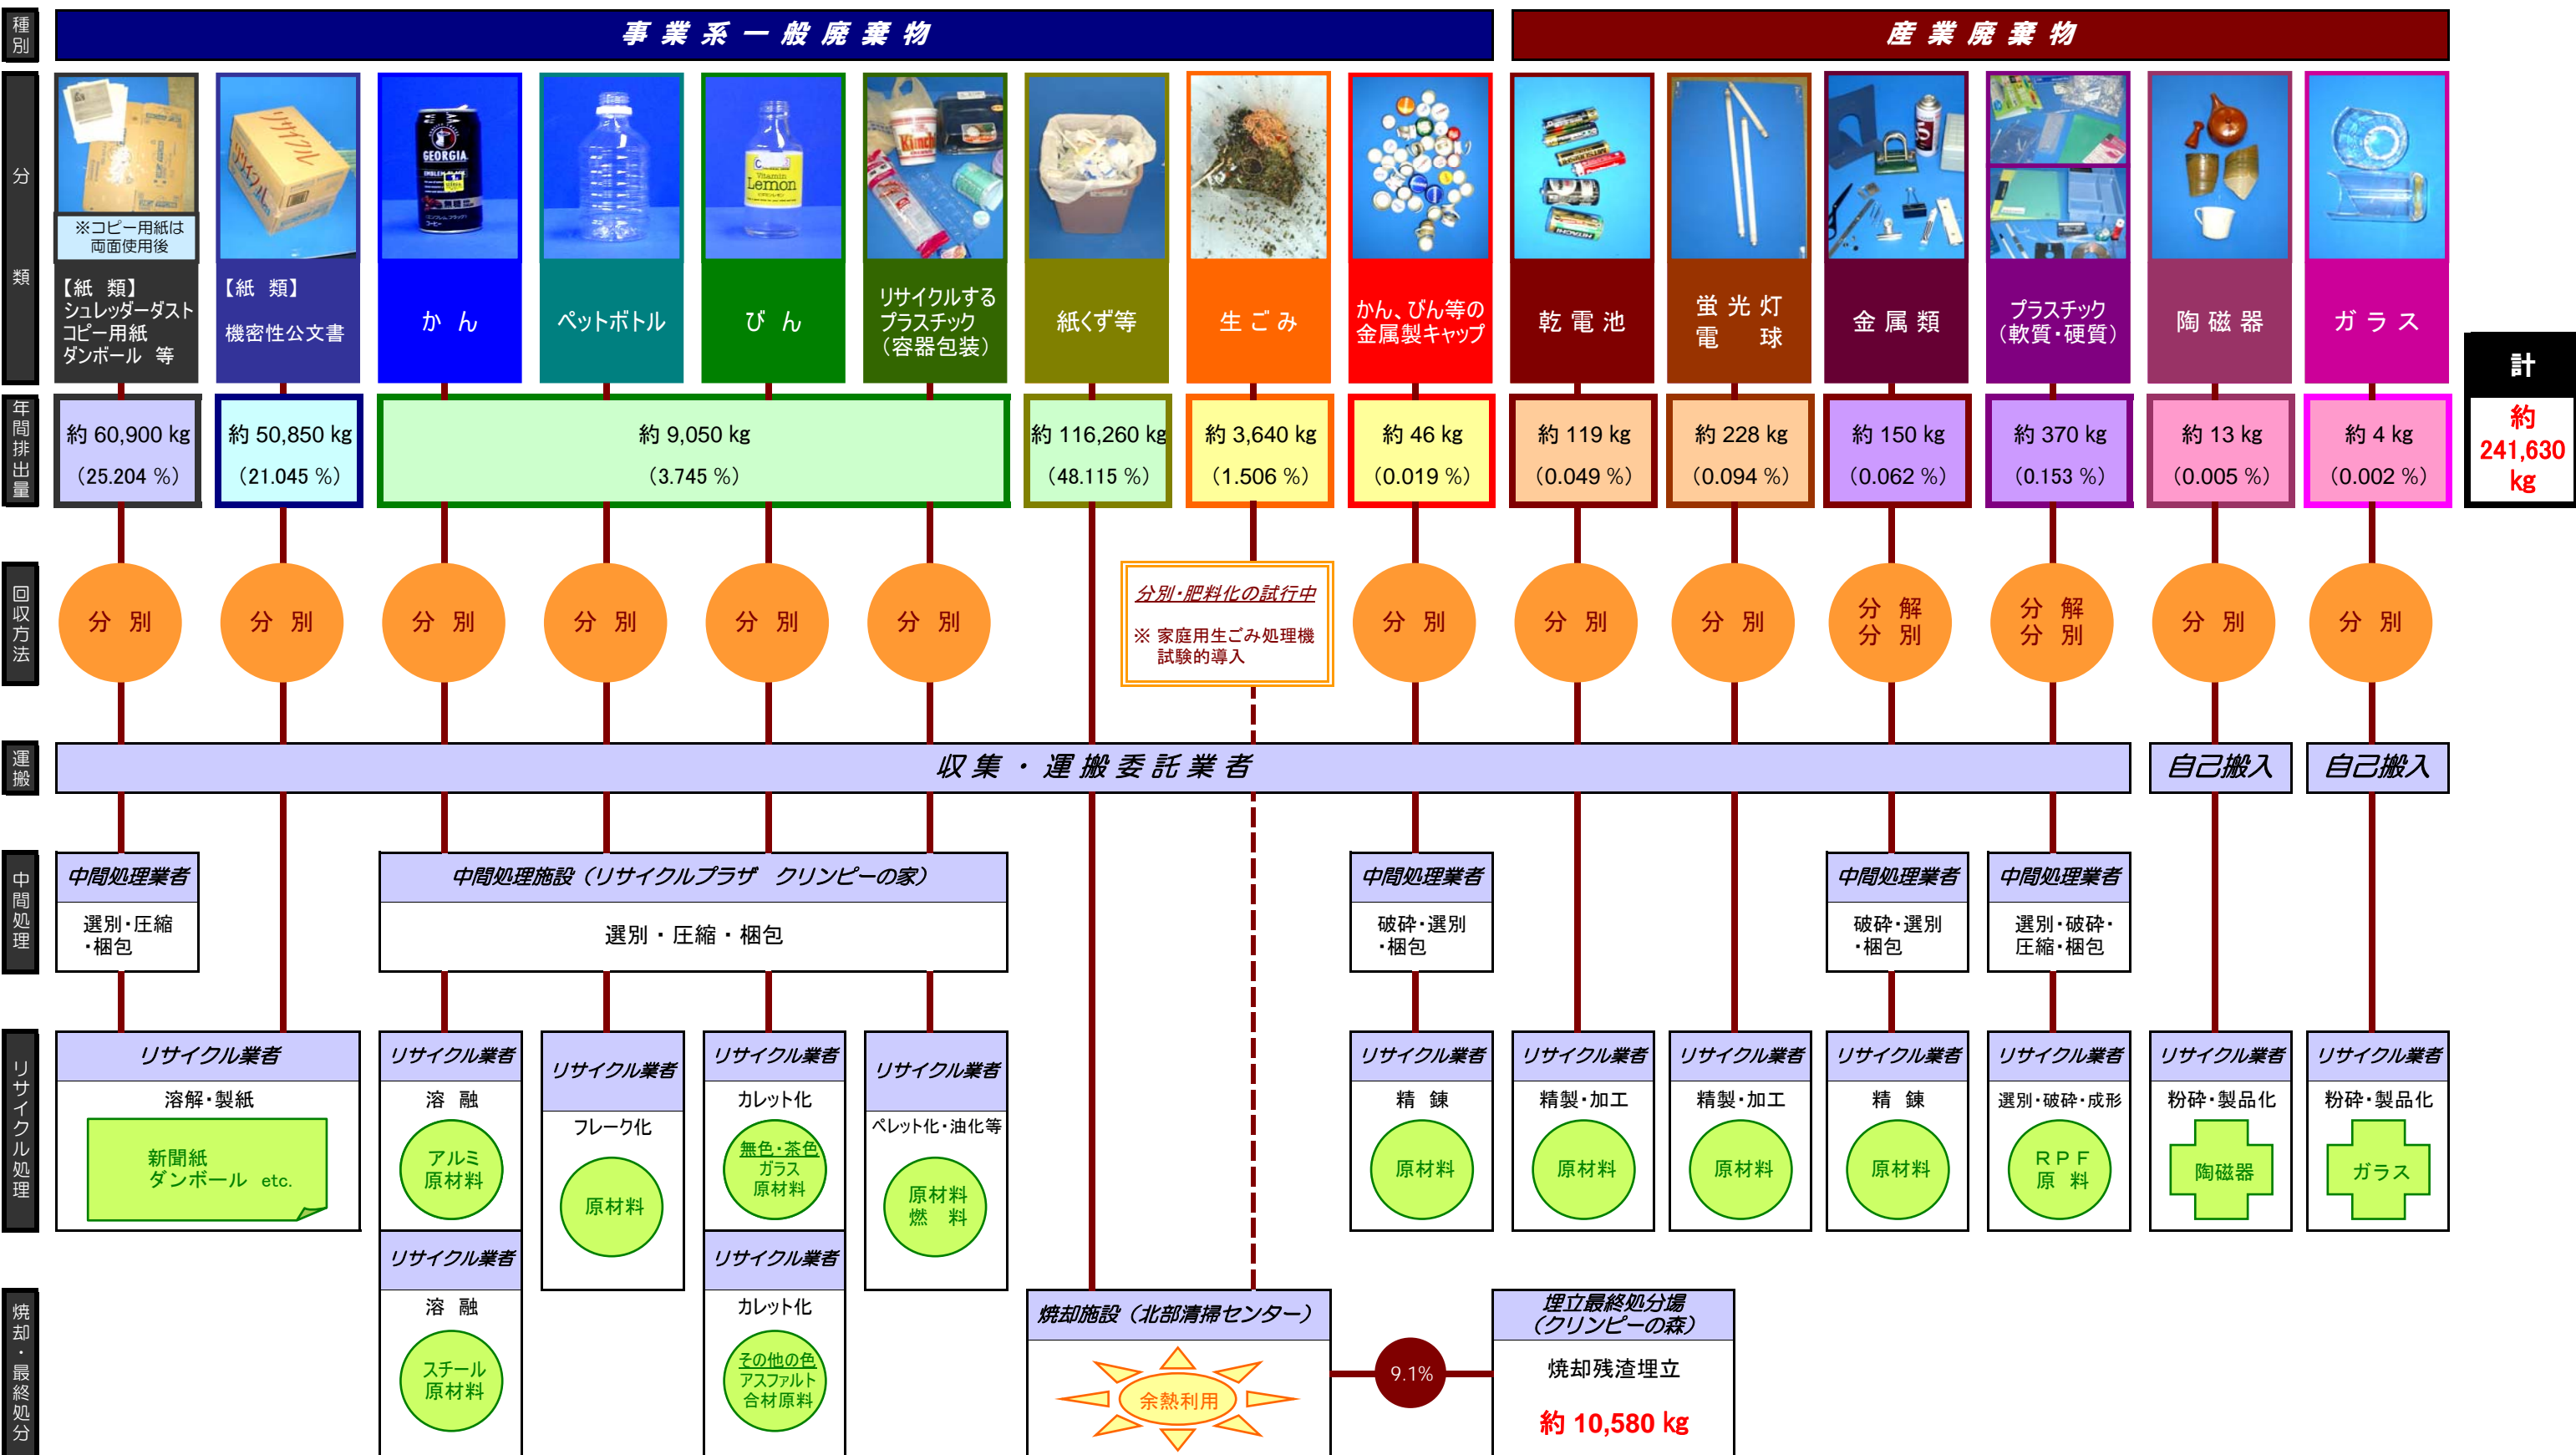 種別
事業系一般廃棄物
産業廃棄物
分類
※コピー用紙は
両面使用後
GEORGIA
Vitamin
Lemon
Kimchi
リサイクル
HITACHI
【紙 類】
シュレッダーダスト
コピー用紙
ダンボール 等
【紙 類】
機密性公文書
かん
ペットボトル
びん
リサイクルする
プラスチック
（容器包装）
紙くず等
生ごみ
かん、びん等の
金属製キャップ
乾電池
蛍光灯
電 球
金属類
プラスチック
（軟質・硬質）
陶磁器
ガラス
計
年間排出量
約 60,900 kg
（25.204 %）
約 50,850 kg
（21.045 %）
約 9,050 kg
（3.745 %）
約 116,260 kg
（48.115 %）
約 3,640 kg
（1.506 %）
約 46 kg
（0.019 %）
約 119 kg
（0.049 %）
約 228 kg
（0.094 %）
約 150 kg
（0.062 %）
約 370 kg
（0.153 %）
約 13 kg
（0.005 %）
約 4 kg
（0.002 %）
約
241,630
kg
回収方法
分 別
分 別
分 別
分 別
分 別
分 別
分別・肥料化の試行中
※ 家庭用生ごみ処理機
試験的導入
分 別
分 別
分 別
分 解
分 別
分 解
分 別
分 別
分 別
運搬
収集・運搬委託業者
自己搬入
自己搬入
中間処理
中間処理業者
選別・圧縮
・梱包
中間処理施設（リサイクルプラザ クリンピーの家）
選別・圧縮・梱包
中間処理業者
破砕・選別
・梱包
中間処理業者
破砕・選別
・梱包
中間処理業者
選別・破砕・
圧縮・梱包
リサイクル処理
リサイクル業者
溶解・製紙
新聞紙
ダンボール etc.
リサイクル業者
溶 融
アルミ
原材料
リサイクル業者
フレーク化
原材料
リサイクル業者
カレット化
無色・茶色
ガラス
原材料
リサイクル業者
ペレット化・油化等
原材料
燃 料
リサイクル業者
精 錬
原材料
リサイクル業者
精製・加工
原材料
リサイクル業者
精製・加工
原材料
リサイクル業者
精 錬
原材料
リサイクル業者
選別・破砕・成形
ＲＰＦ
原 料
リサイクル業者
粉砕・製品化
陶磁器
リサイクル業者
粉砕・製品化
ガラス
焼却・最終処分
リサイクル業者
溶 融
スチール
原材料
リサイクル業者
カレット化
その他の色
アスファルト
合材原料
焼却施設（北部清掃センター）
余熱利用
9.1%
埋立最終処分場
（クリンピーの森）
焼却残渣埋立
約 10,580 kg